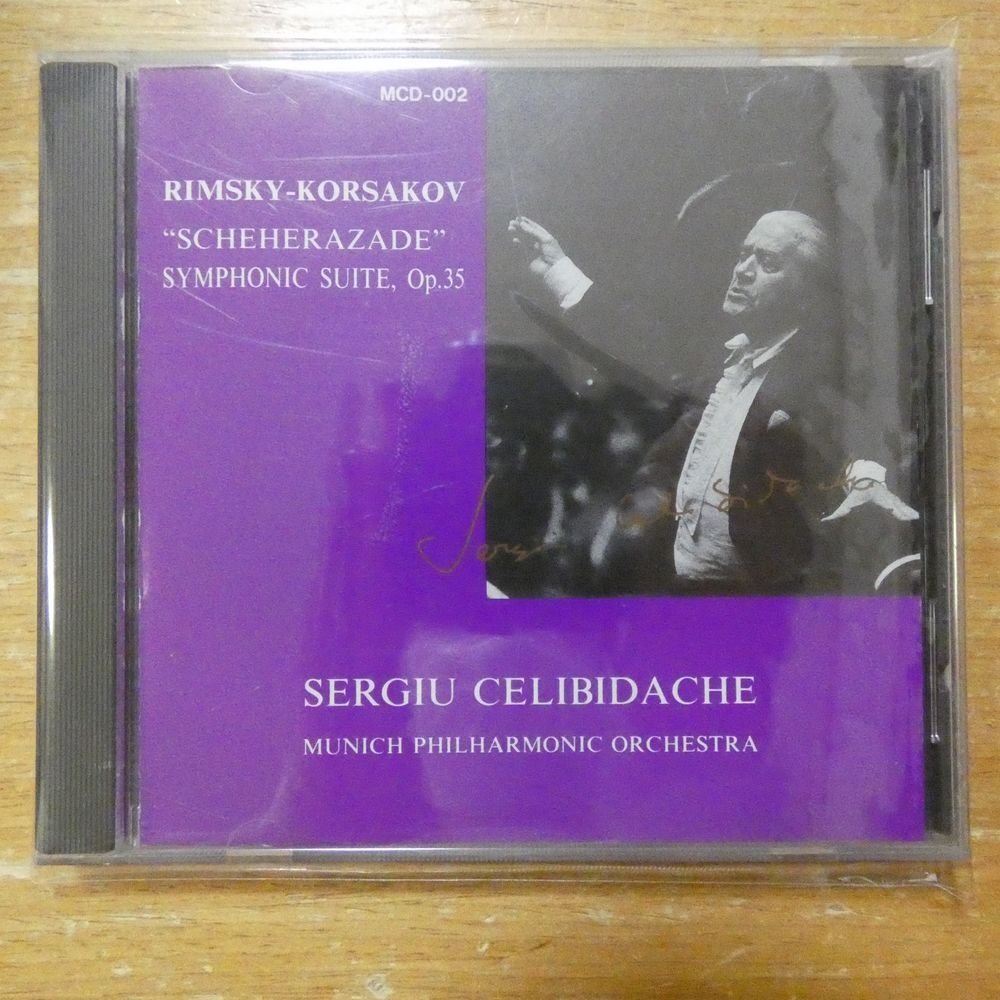 MCD-002
RIMSKY-KORSAKOV
“SCHEHERAZADE”
SYMPHONIC SUITE, Op.35
SERGIU CELIBIDACHE
MUNICH PHILHARMONIC ORCHESTRA